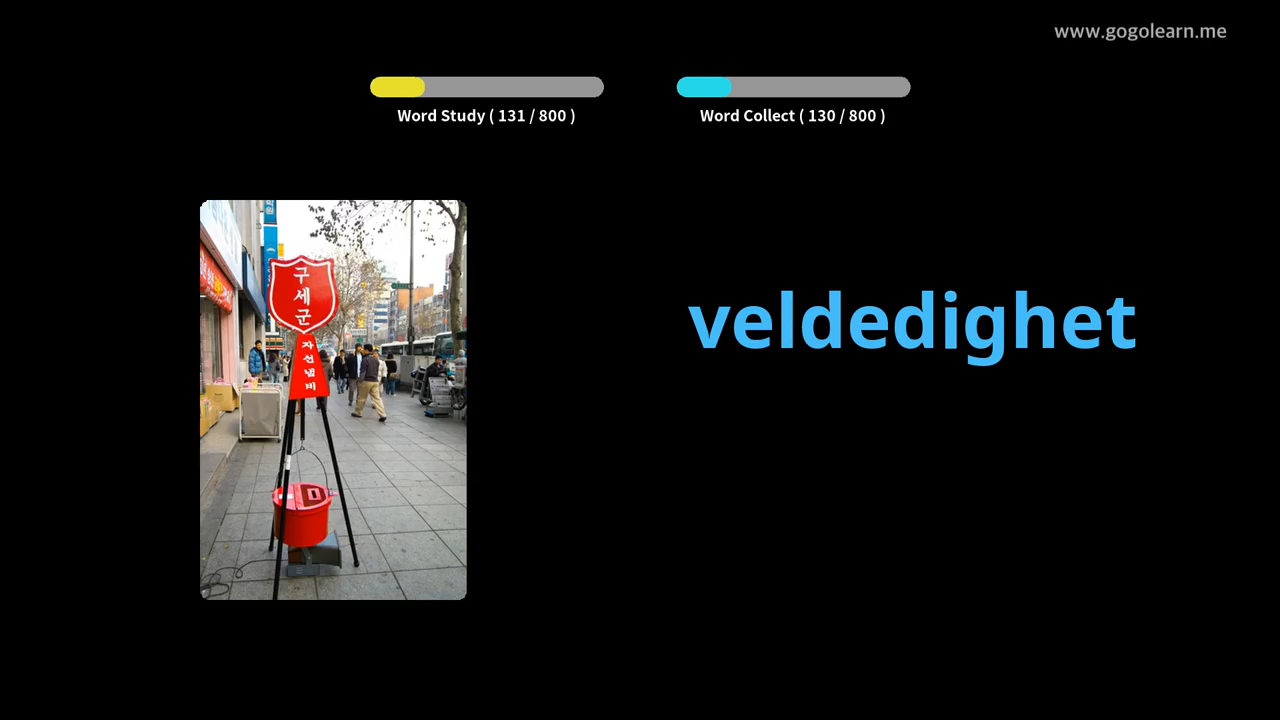 www.gogolearn.me
Word Study ( 131 / 800 )
Word Collect ( 130 / 800 )
구세군
자선냄비
veldedighet